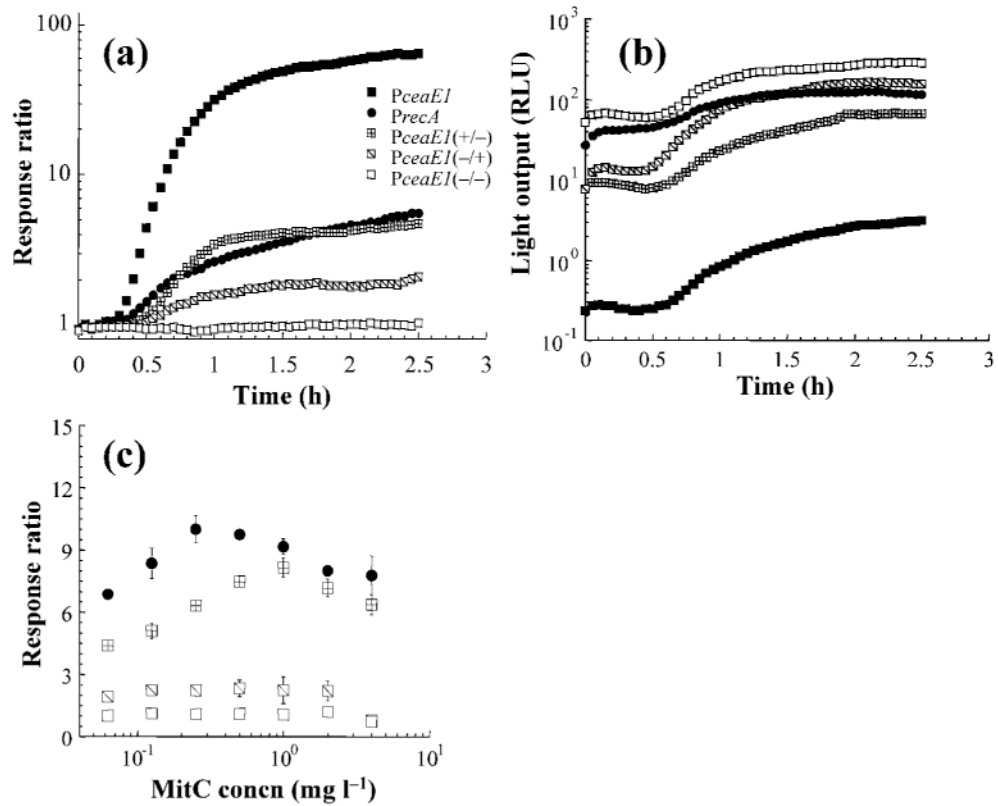 (a)
100
10
1
Response ratio
PceaE1
PrecA
PceaE1(+/–)
PceaE1(–/+)
PceaE1(–/–)
0 0.5 1 1.5 2 2.5 3
Time (h)
(b)
10³
10²
10¹
10⁰
10⁻¹
Light output (RLU)
0 0.5 1 1.5 2 2.5 3
Time (h)
(c)
15
12
9
6
3
0
Response ratio
10⁻¹ 10⁰ 10¹
MitC concn (mg l⁻¹)